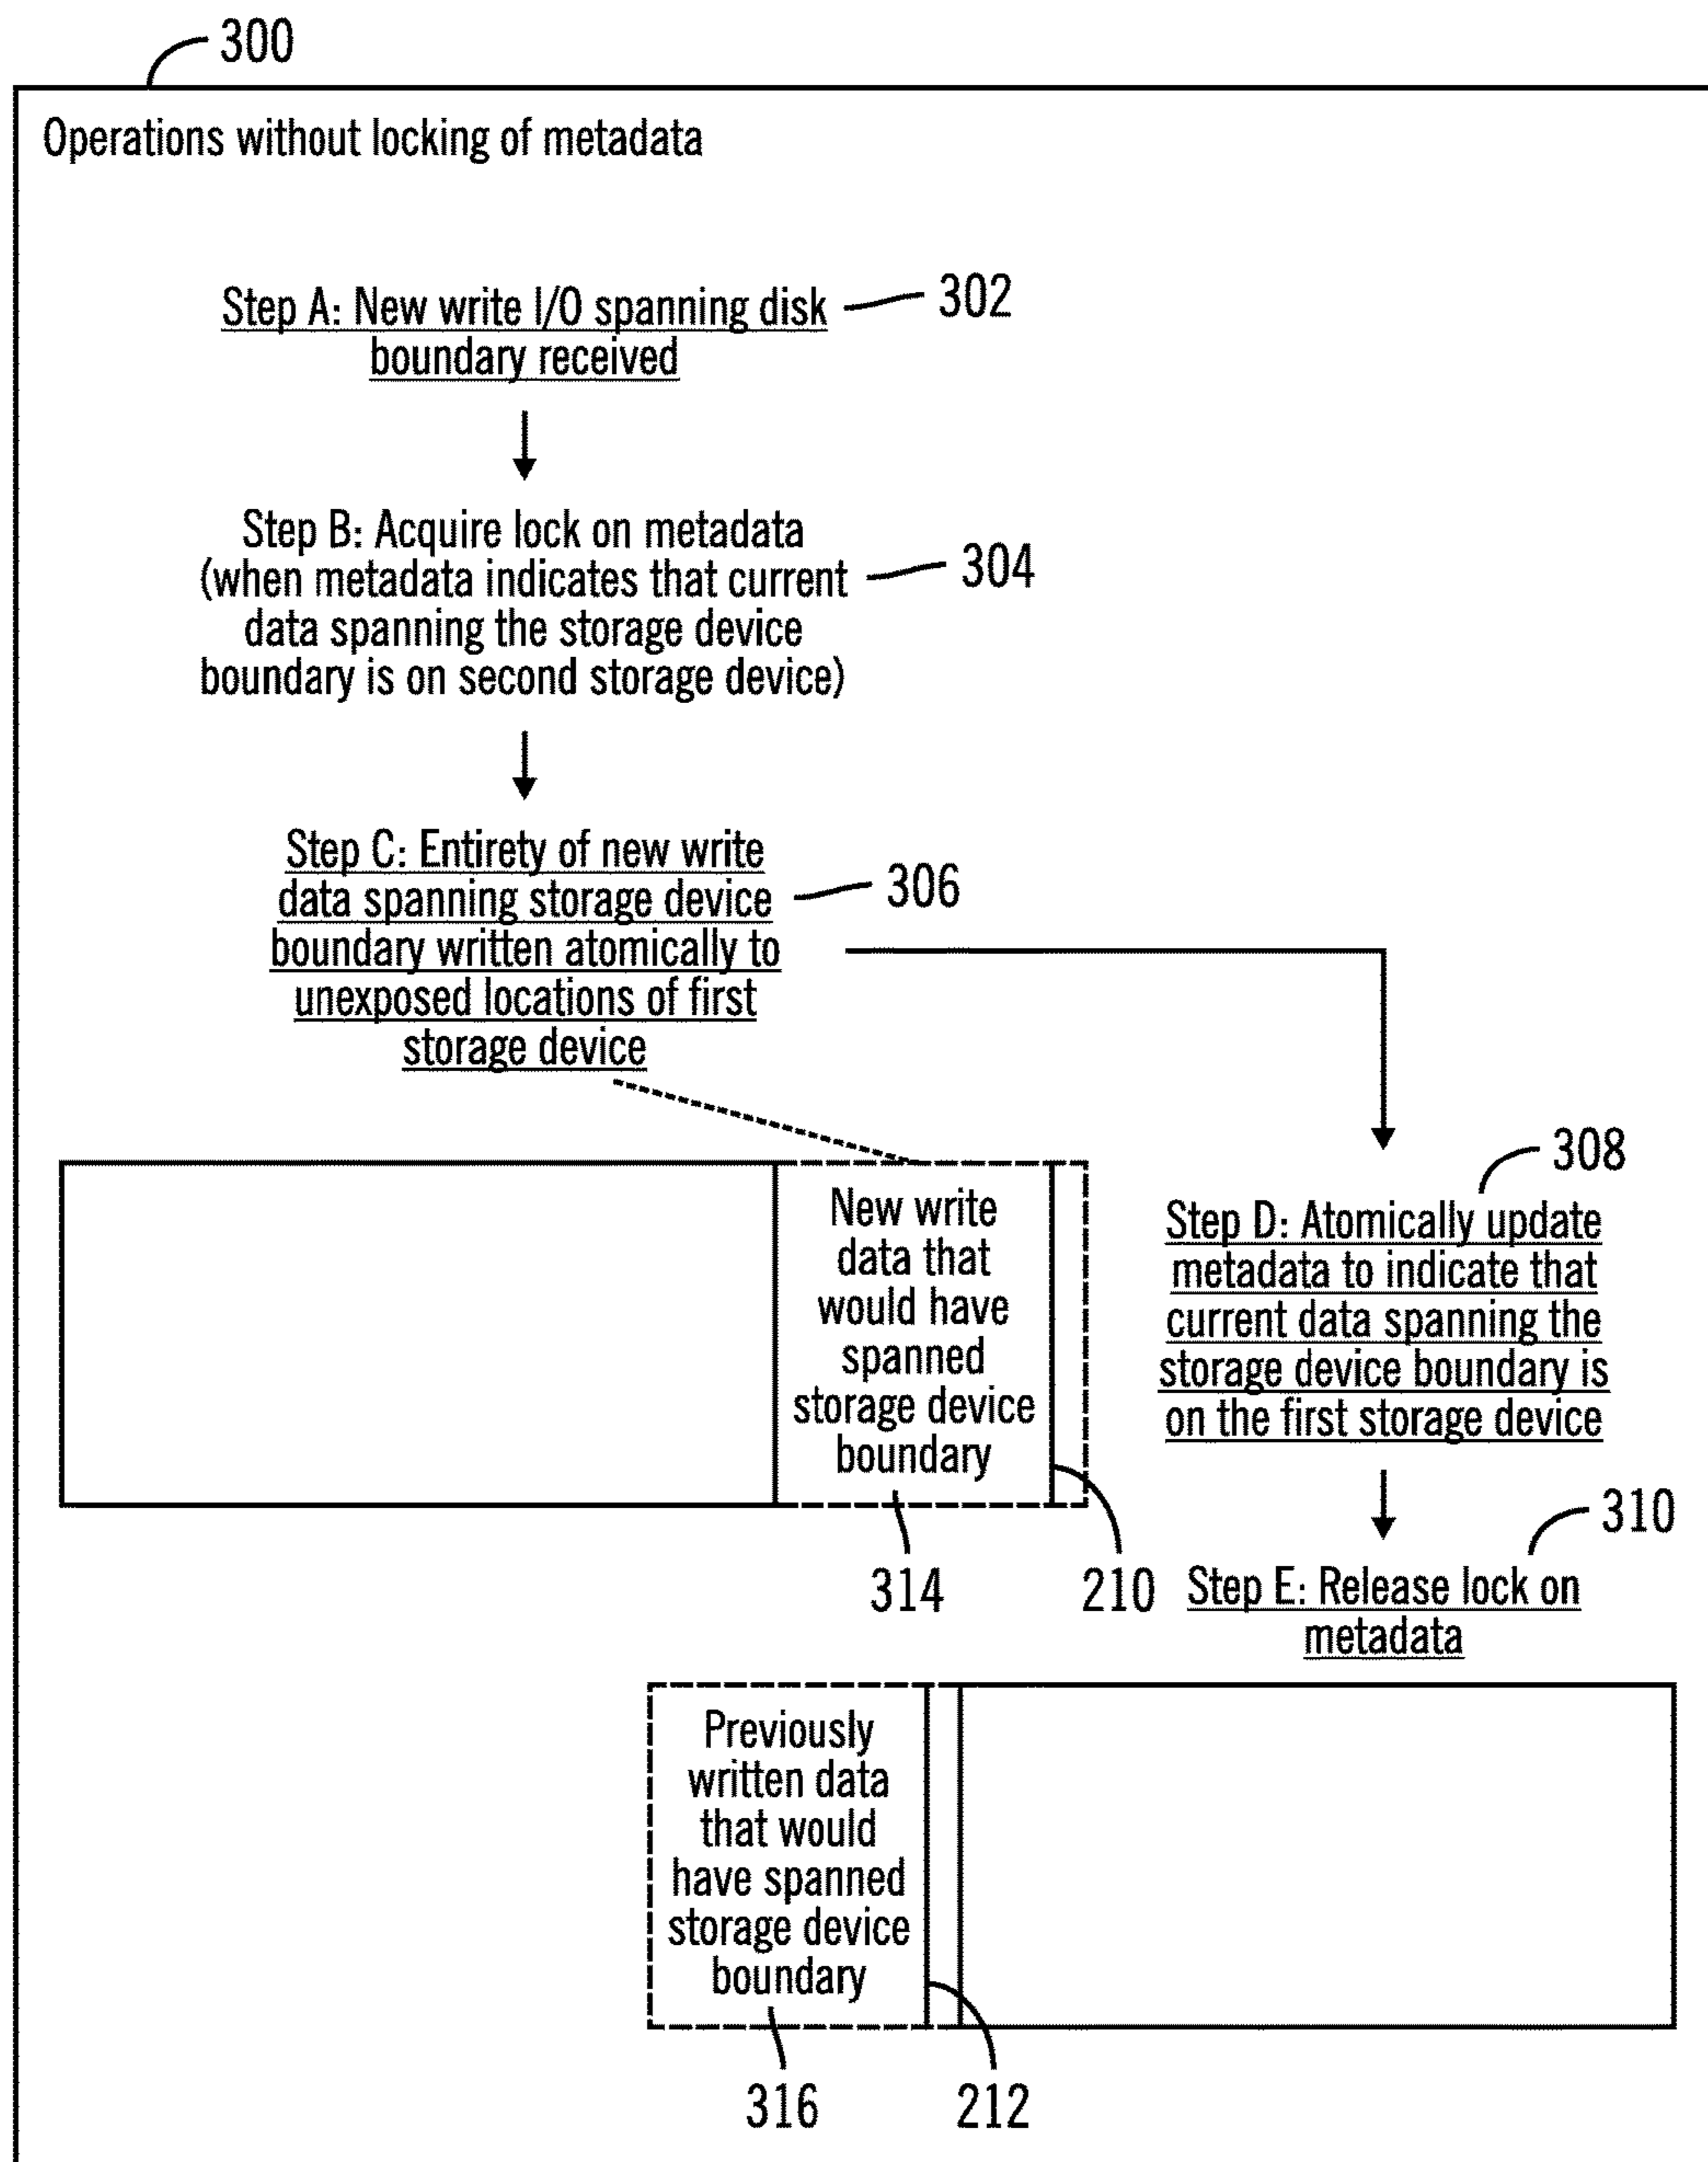 300
Operations without locking of metadata
Step A: New write I/O spanning disk
boundary received
302
Step B: Acquire lock on metadata
(when metadata indicates that current
data spanning the storage device
boundary is on second storage device)
304
Step C: Entirety of new write
data spanning storage device
boundary written atomically to
unexposed locations of first
storage device
306
308
Step D: Atomically update
metadata to indicate that
current data spanning the
storage device boundary is
on the first storage device
New write
data that
would have
spanned
storage device
boundary
314
210
310
Step E: Release lock on
metadata
Previously
written data
that would
have spanned
storage device
boundary
316
212